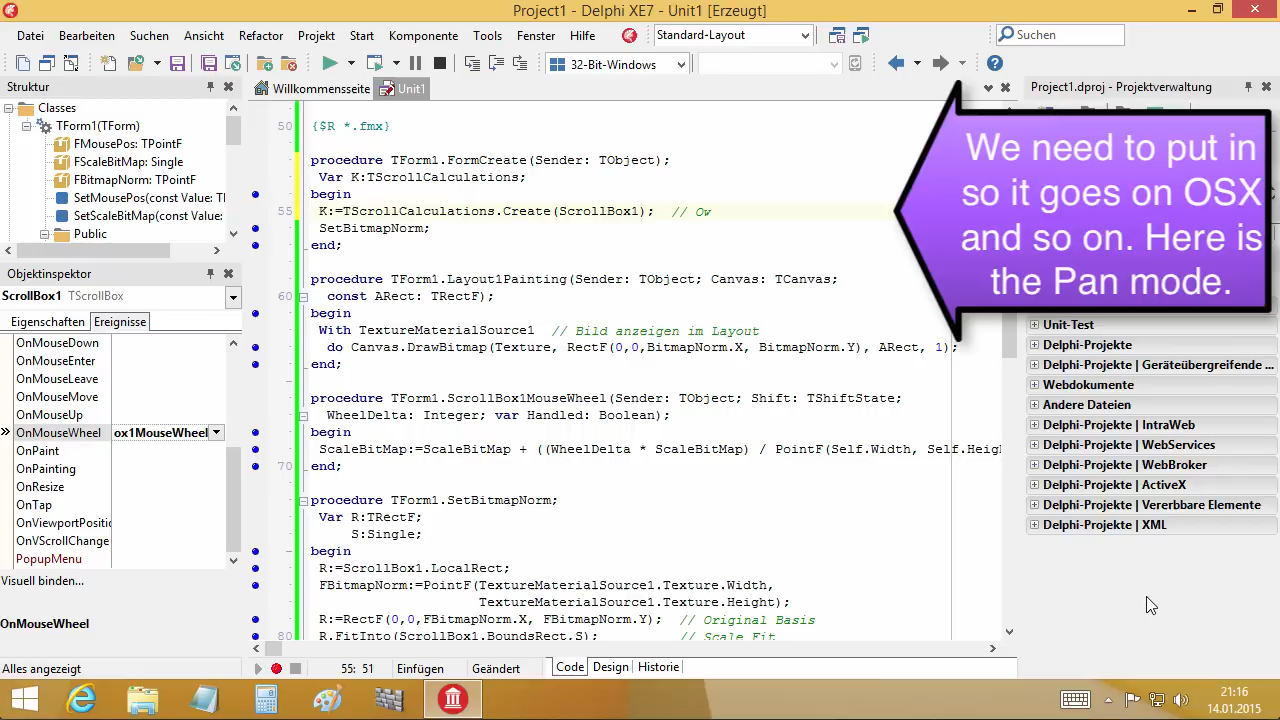 Project1 - Delphi XE7 - Unit1 [Erzeugt]
Datei Bearbeiten Suchen Ansicht Refactor Projekt Start Komponente Tools Fenster Hilfe Standard-Layout Suchen
32-Bit-Windows
Struktur
Willkommensseite Unit1
Project1.dproj - Projektverwaltung
Classes
TForm1(TForm)
FMousePos: TPointF
FScaleBitMap: Single
FBitmapNorm: TPointF
SetMousePos(const Value: T
SetScaleBitMap(const Value:
Public
Objektinspektor
ScrollBox1 TScrollBox
Eigenschaften Ereignisse
OnMouseDown
OnMouseEnter
OnMouseLeave
OnMouseMove
OnMouseUp
OnMouseWheel ox1MouseWheel
OnPaint
OnPainting
OnResize
OnTap
OnViewportPositic
OnVScrollChange
PopupMenu
Visuell binden...
OnMouseWheel
Alles angezeigt
50 {$R *.fmx}
procedure TForm1.FormCreate(Sender: TObject);
Var K:TScrollCalculations;
begin
55 K:=TScrollCalculations.Create(ScrollBox1); // Ow
SetBitmapNorm;
end;
procedure TForm1.Layout1Painting(Sender: TObject; Canvas: TCanvas;
60 const ARect: TRectF);
begin
With TextureMaterialSource1 // Bild anzeigen im Layout
do Canvas.DrawBitmap(Texture, RectF(0,0,BitmapNorm.X, BitmapNorm.Y), ARect, 1);
end;
procedure TForm1.ScrollBox1MouseWheel(Sender: TObject; Shift: TShiftState;
WheelDelta: Integer; var Handled: Boolean);
begin
ScaleBitMap:=ScaleBitMap + ((WheelDelta * ScaleBitMap) / PointF(Self.Width, Self.Heig
70 end;
procedure TForm1.SetBitmapNorm;
Var R:TRectF;
S:Single;
begin
R:=ScrollBox1.LocalRect;
FBitmapNorm:=PointF(TextureMaterialSource1.Texture.Width,
TextureMaterialSource1.Texture.Height);
R:=RectF(0,0,FBitmapNorm.X, FBitmapNorm.Y); // Original Basis
80 R.FitInto(ScrollBox1.BoundsRect,S); // Scale Fit
55: 51 Einfügen Geändert Code Design Historie
We need to put in
so it goes on OSX
and so on. Here is
the Pan mode.
Unit-Test
Delphi-Projekte
Delphi-Projekte | Geräteübergreifende ...
Webdokumente
Andere Dateien
Delphi-Projekte | IntraWeb
Delphi-Projekte | WebServices
Delphi-Projekte | WebBroker
Delphi-Projekte | ActiveX
Delphi-Projekte | Vererbbare Elemente
Delphi-Projekte | XML
21:16
14.01.2015